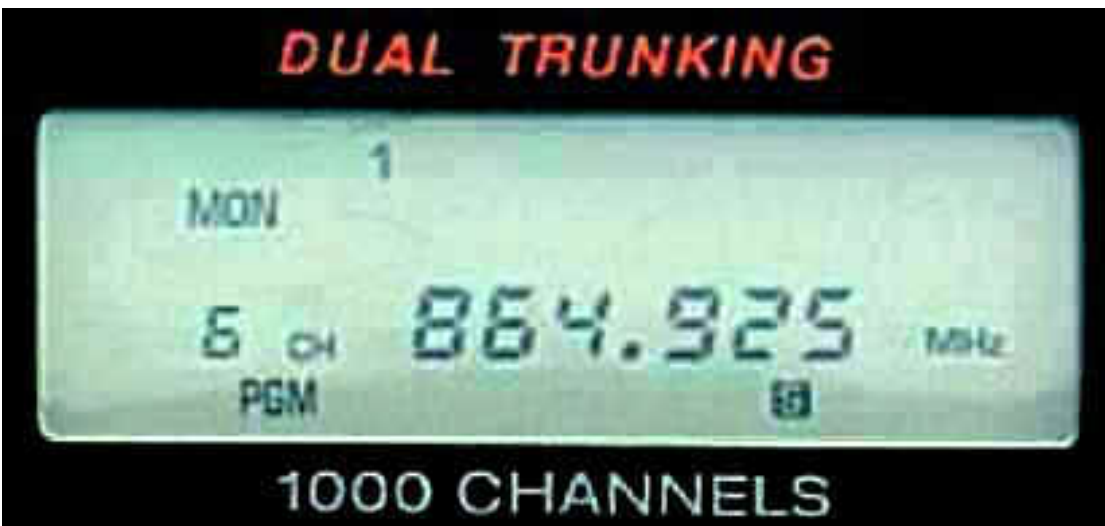 DUAL TRUNKING
1
MON
6 CH 864.925 MHz
PGM
1000 CHANNELS